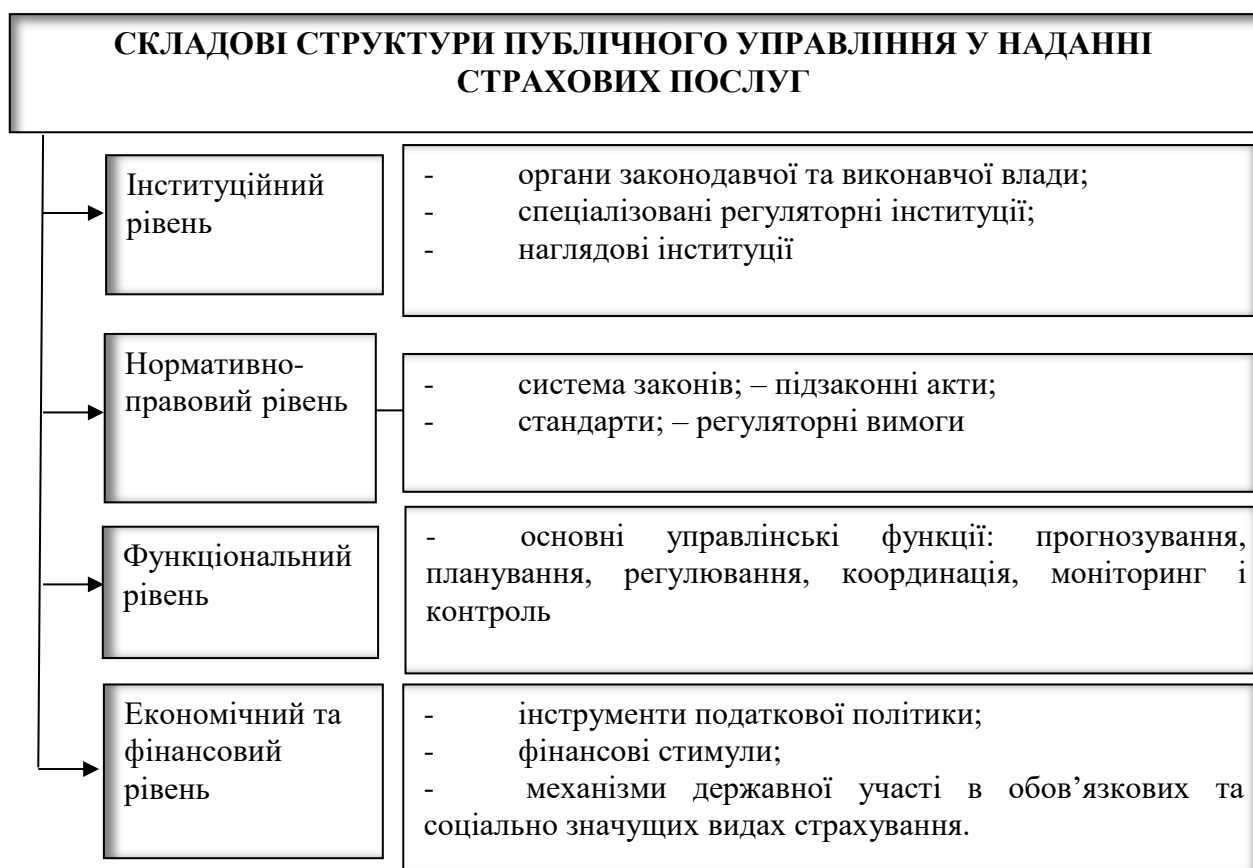 СКЛАДОВІ СТРУКТУРИ ПУБЛІЧНОГО УПРАВЛІННЯ У НАДАННІ
СТРАХОВИХ ПОСЛУГ
Інституційний
рівень
- органи законодавчої та виконавчої влади;
- спеціалізовані регуляторні інституції;
- наглядові інституції
Нормативно-
правовий рівень
- система законів; – підзаконні акти;
- стандарти; – регуляторні вимоги
Функціональний
рівень
- основні управлінські функції: прогнозування,
планування, регулювання, координація, моніторинг і
контроль
Економічний та
фінансовий
рівень
- інструменти податкової політики;
- фінансові стимули;
- механізми державної участі в обов’язкових та
соціально значущих видах страхування.